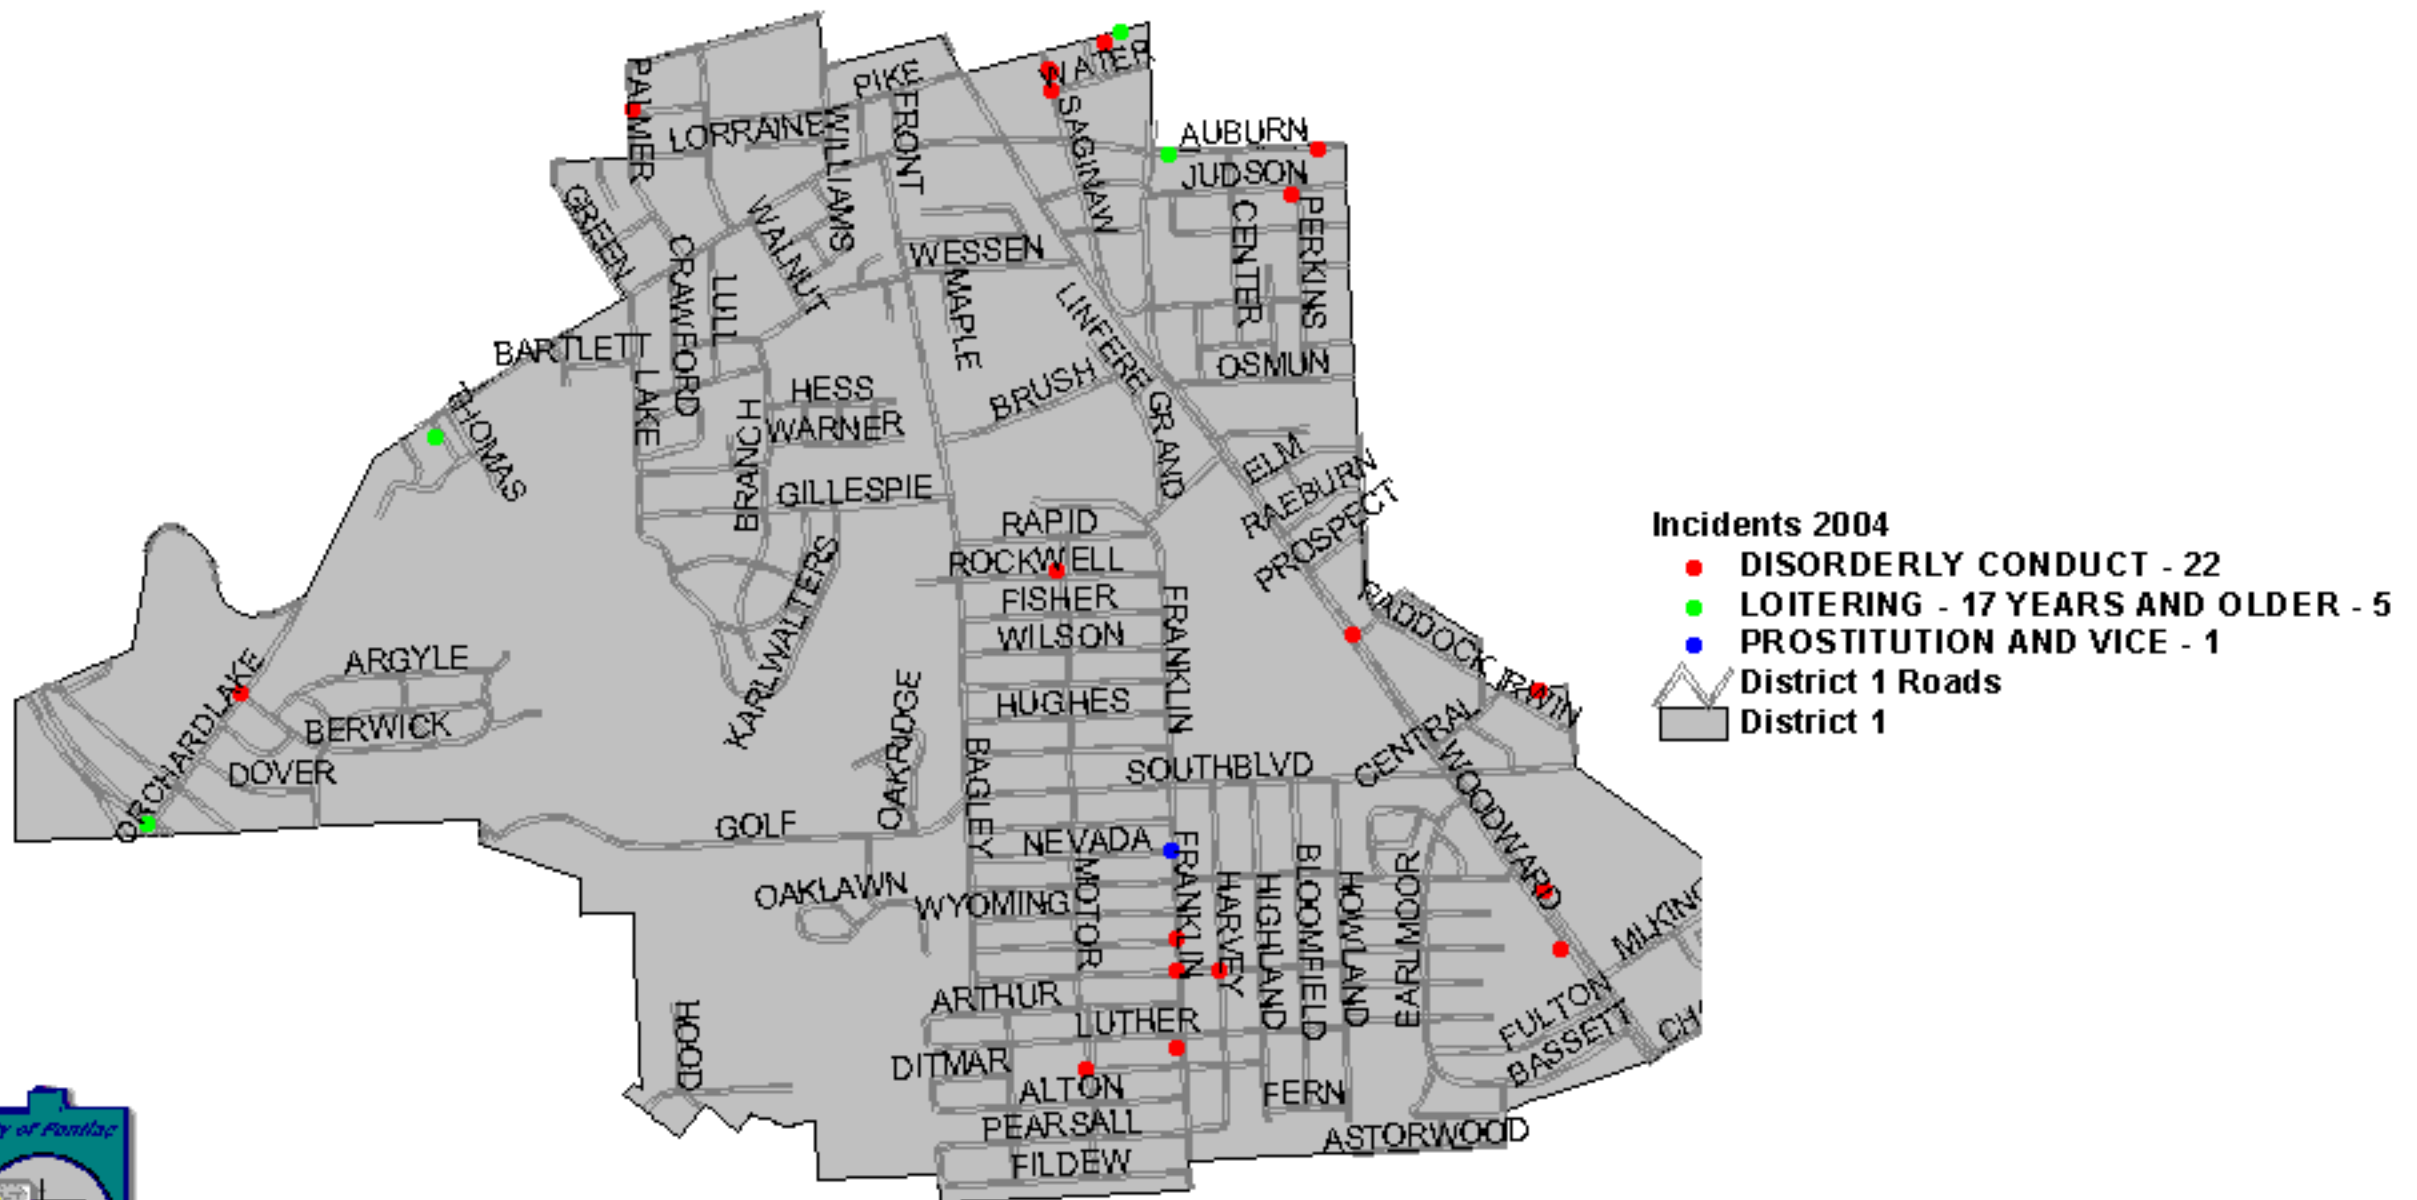 WATER
PIKE
PALMER
FRONT
SAGINAW
LORRAINE
WILLIAMS
AUBURN
JUDSON
GREEN
WALNUT
CENTER
PERKINS
CRAWFORD
LULL
WESSEN
MAPLE
LINFERE
BARTLETT
LAKE
OSMUN
THOMAS
HESS
BRUSH
GRAND
WARNER
BRANCH
ELM
GILLESPIE
RAEBURN
RAPID
PROSPECT
ROCKWELL
KARLWALTERS
FISHER
FRANKLIN
WILSON
PADDOCK
IRWIN
ARGYLE
ORCHARDLAKE
BERWICK
OAKRIDGE
HUGHES
CENTRAL
DOVER
SOUTHBLVD
WOODWARD
BAGLEY
GOLF
NEVADA
FRANKLIN
MOTOR
OAKLAWN
WYOMING
HARVEY
HIGHLAND
BLOOMFIELD
HOWLAND
EARLMOOR
MLKING
ARTHUR
LUTHER
FULTON
BASSETT
CH
HOOD
DITMAR
ALTON
FERN
PEARSALL
ASTORWOOD
FILDEW
Incidents 2004
DISORDERLY CONDUCT - 22
LOITERING - 17 YEARS AND OLDER - 5
PROSTITUTION AND VICE - 1
District 1 Roads
District 1
y of Pontiac